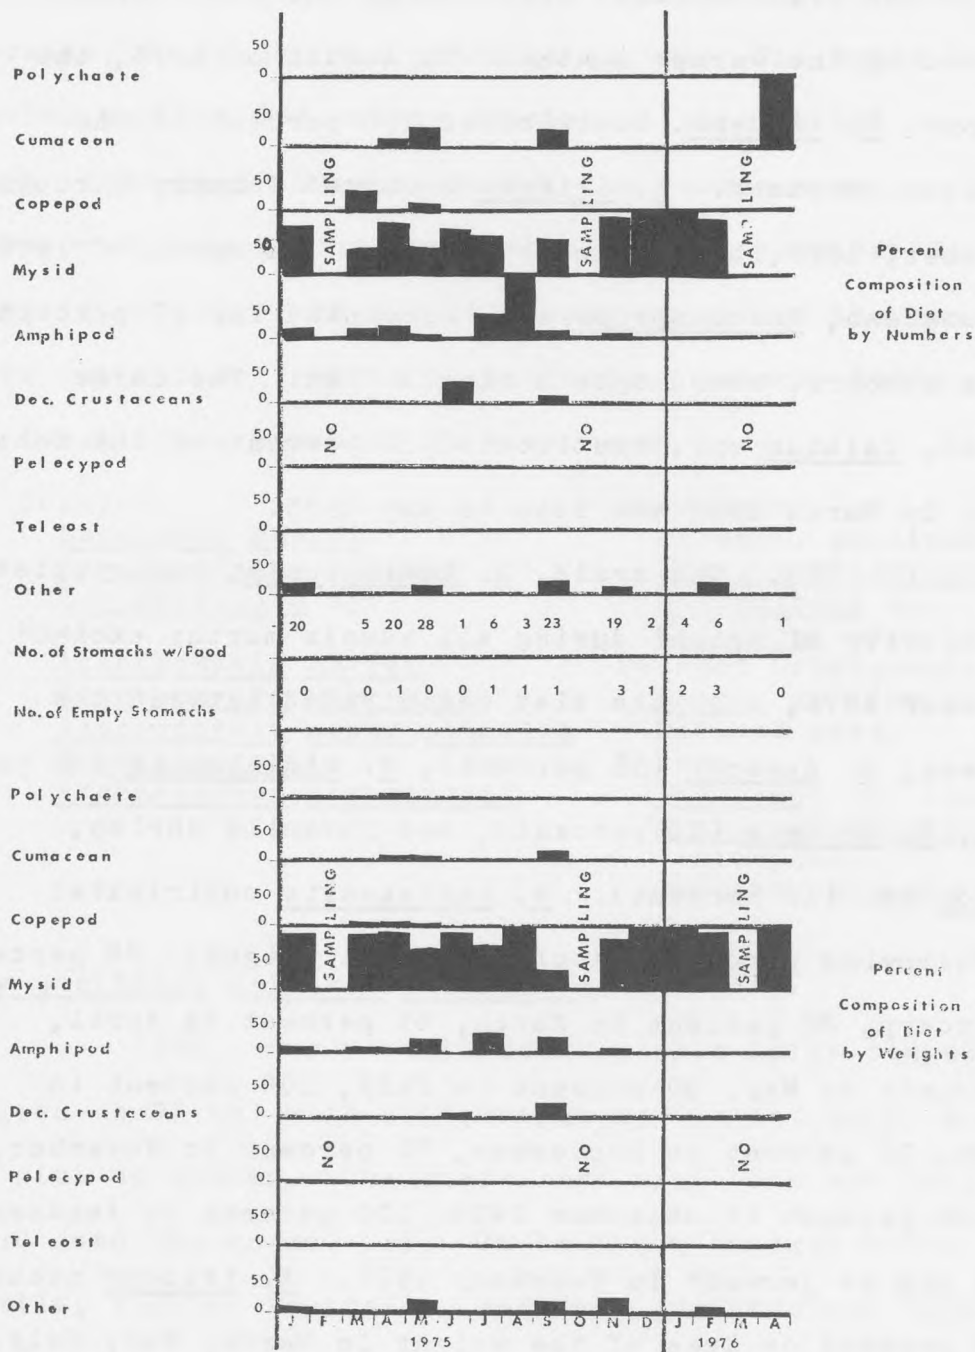 50
Polychaete 0
50
Cumacean 0
50
Copepod 0
SAMPLING SAMPLING SAMPLING
50
Mysid 0
50
Amphipod 0
50
Dec. Crustaceans 0
50
Pelecypod 0
NO NO NO
50
Teleost 0
50
Other 0
20 5 20 28 1 6 3 23 19 2 4 6 1
No. of Stomachs w/Food
0 0 1 0 0 1 1 1 3 1 2 3 0
No. of Empty Stomachs
Percent
Composition
of Diet
by Numbers
50
Polychaete 0
50
Cumacean 0
50
Copepod 0
SAMPLING SAMPLING SAMPLING
50
Mysid 0
50
Amphipod 0
50
Dec. Crusteceans 0
50
Pelecypod 0
NO NO NO
50
Teleost 0
50
Other 0
J F M A M J J A S O N D J F M A
1975 1976
Percent
Composition
of Diet
by Weights